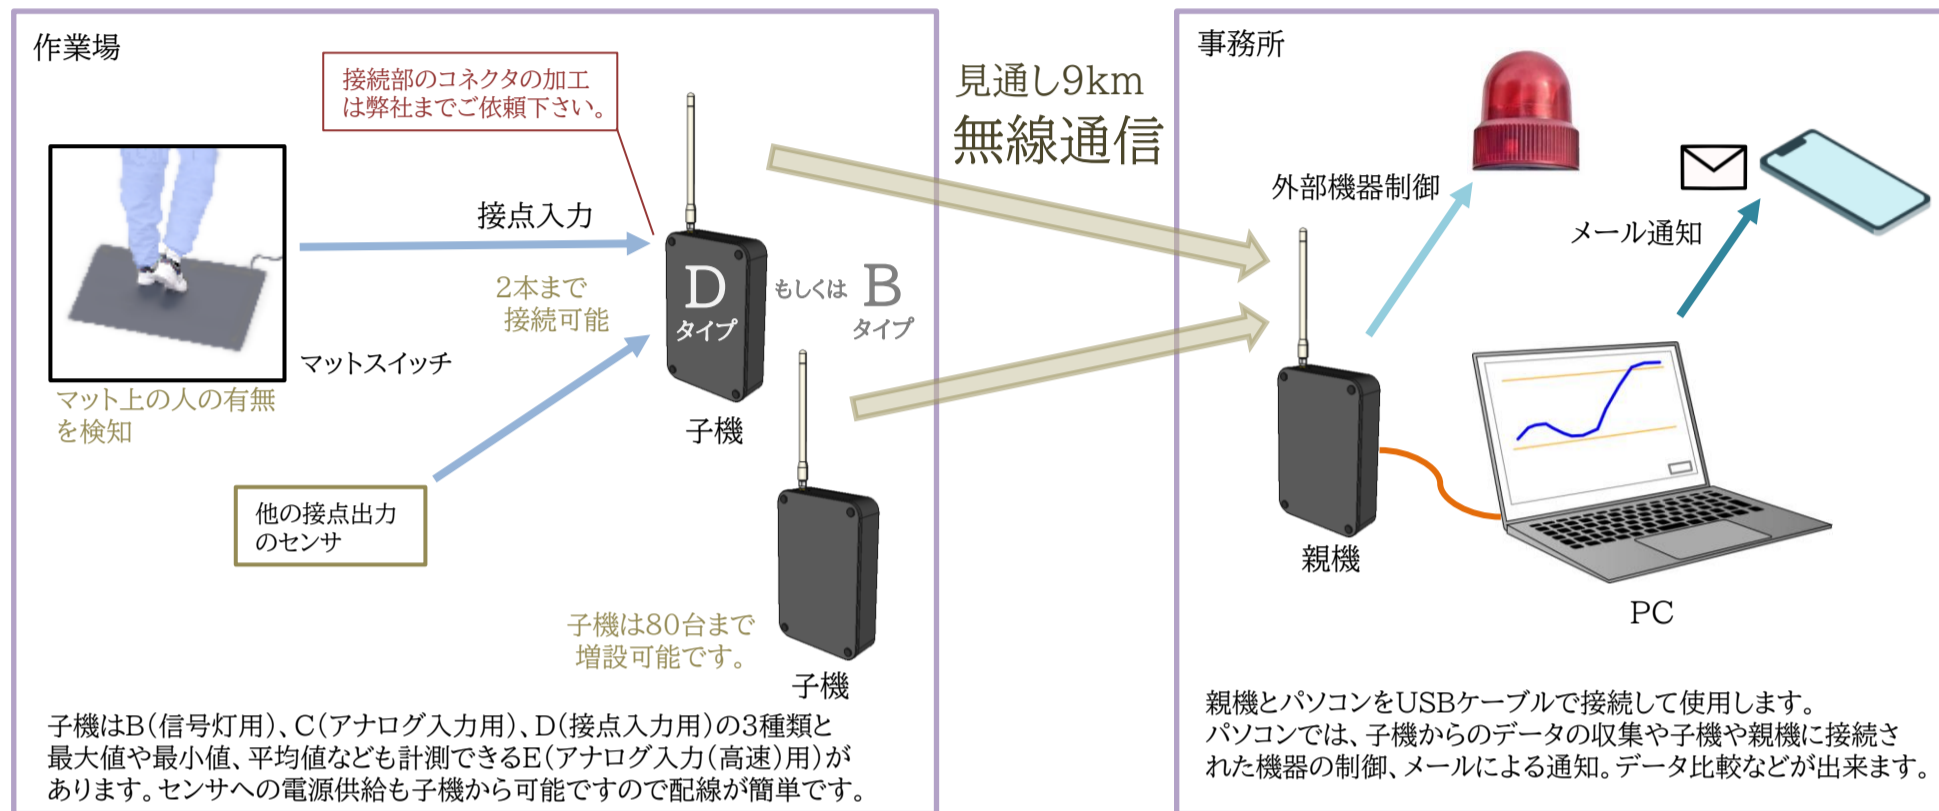 作業場
接続部のコネクタの加工
は弊社までご依頼下さい。
接点入力
2本まで
接続可能
D
タイプ
もしくは
B
タイプ
マットスイッチ
マット上の人の有無
を検知
子機
他の接点出力
のセンサ
子機は80台まで
増設可能です。
子機
子機はB(信号灯用)、C(アナログ入力用)、D(接点入力用)の3種類と
最大値や最小値、平均値なども計測できるE(アナログ入力(高速)用)が
あります。センサへの電源供給も子機から可能ですので配線が簡単です。
見通し9km
無線通信
事務所
外部機器制御
メール通知
親機
PC
親機とパソコンをUSBケーブルで接続して使用します。
パソコンでは、子機からのデータの収集や子機や親機に接続さ
れた機器の制御、メールによる通知。データ比較などが出来ます。